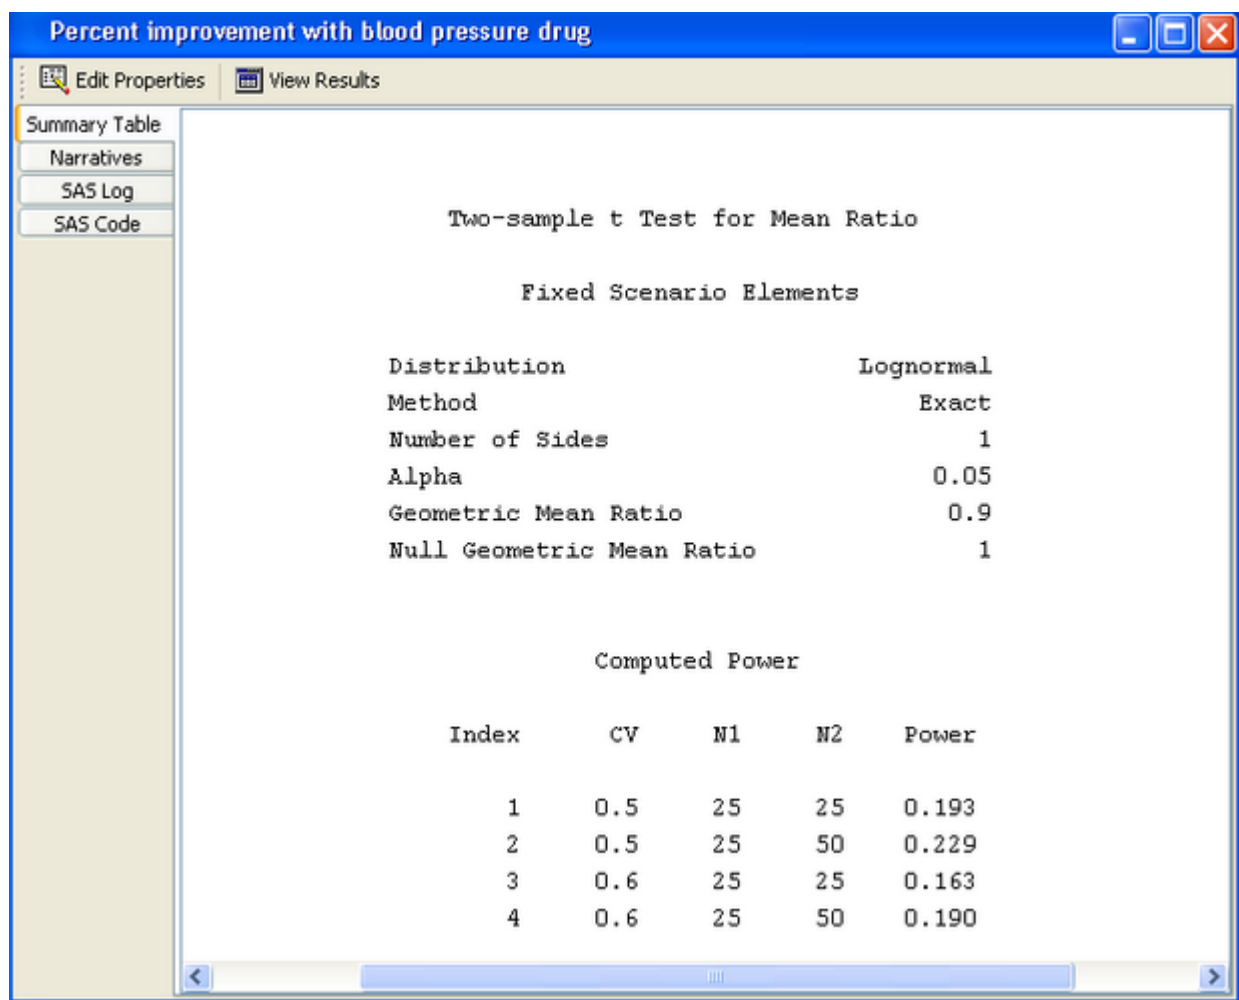 Percent improvement with blood pressure drug
Edit Properties View Results
Summary Table
Narratives
SAS Log
SAS Code
Two-sample t Test for Mean Ratio
Fixed Scenario Elements
Distribution Lognormal
Method Exact
Number of Sides 1
Alpha 0.05
Geometric Mean Ratio 0.9
Null Geometric Mean Ratio 1
Computed Power
Index CV N1 N2 Power
1 0.5 25 25 0.193
2 0.5 25 50 0.229
3 0.6 25 25 0.163
4 0.6 25 50 0.190